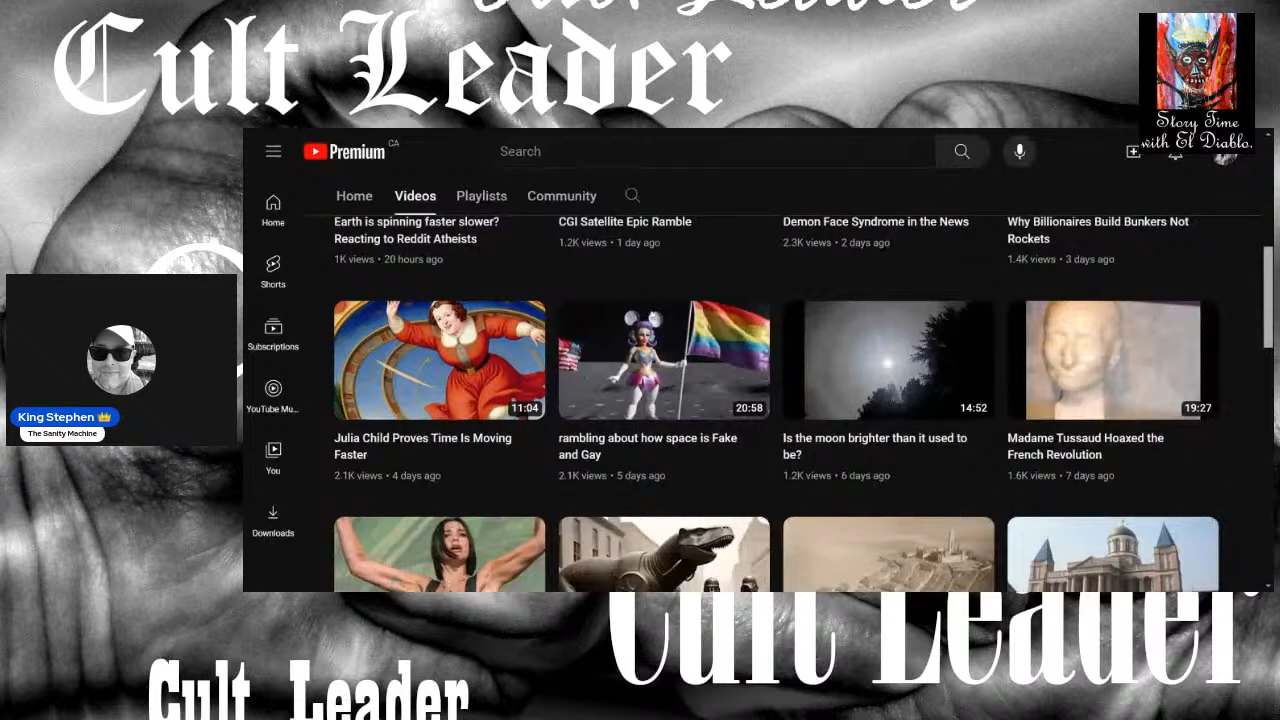 Cult Leader
Cult Leader
Story Time
with El Diablo.
Premium CA
Search
Home
Videos
Playlists
Community
Home
Shorts
Subscriptions
YouTube Mu...
You
Downloads
Earth is spinning faster slower?
Reacting to Reddit Atheists
1K views • 20 hours ago
CGI Satellite Epic Ramble
1.2K views • 1 day ago
Demon Face Syndrome in the News
2.3K views • 2 days ago
Why Billionaires Build Bunkers Not
Rockets
1.4K views • 3 days ago
11:04
Julia Child Proves Time Is Moving
Faster
2.1K views • 4 days ago
20:58
rambling about how space is Fake
and Gay
2.1K views • 5 days ago
14:52
Is the moon brighter than it used to
be?
1.2K views • 6 days ago
19:27
Madame Tussaud Hoaxed the
French Revolution
1.6K views • 7 days ago
King Stephen
The Sanity Machine
Cult Leader
Cult Leader